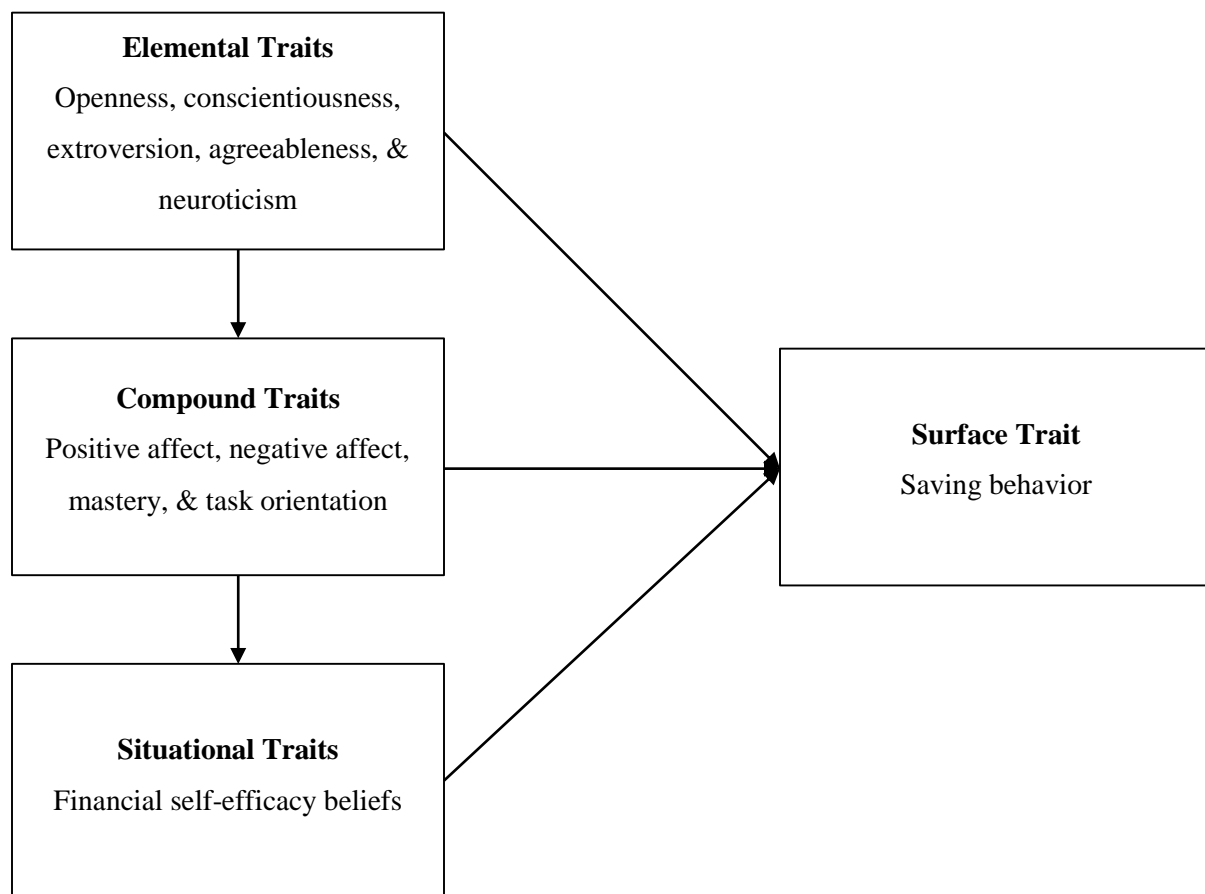 Elemental Traits
Openness, conscientiousness,
extroversion, agreeableness, &
neuroticism
Compound Traits
Positive affect, negative affect,
mastery, & task orientation
Surface Trait
Saving behavior
Situational Traits
Financial self-efficacy beliefs